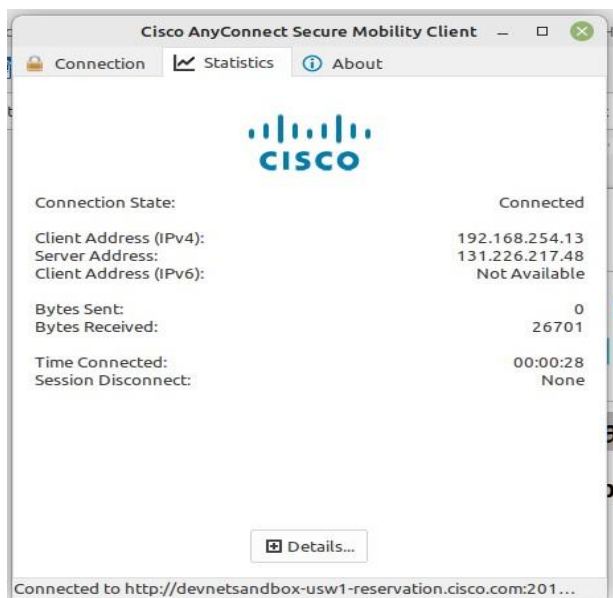 Cisco AnyConnect Secure Mobility Client
Connection Statistics About
CISCO
Connection State: Connected
Client Address (IPv4): 192.168.254.13
Server Address: 131.226.217.48
Client Address (IPv6): Not Available
Bytes Sent: 0
Bytes Received: 26701
Time Connected: 00:00:28
Session Disconnect: None
Details...
Connected to http://devnetsandbox-usw1-reservation.cisco.com:201...